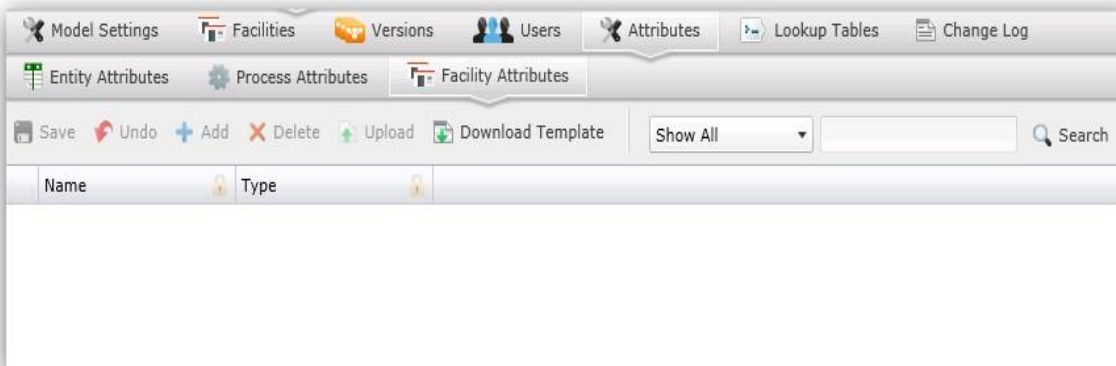 Model Settings Facilities Versions Users Attributes Lookup Tables Change Log
Entity Attributes Process Attributes Facility Attributes
Save Undo Add Delete Upload Download Template Show All Search
Name Type